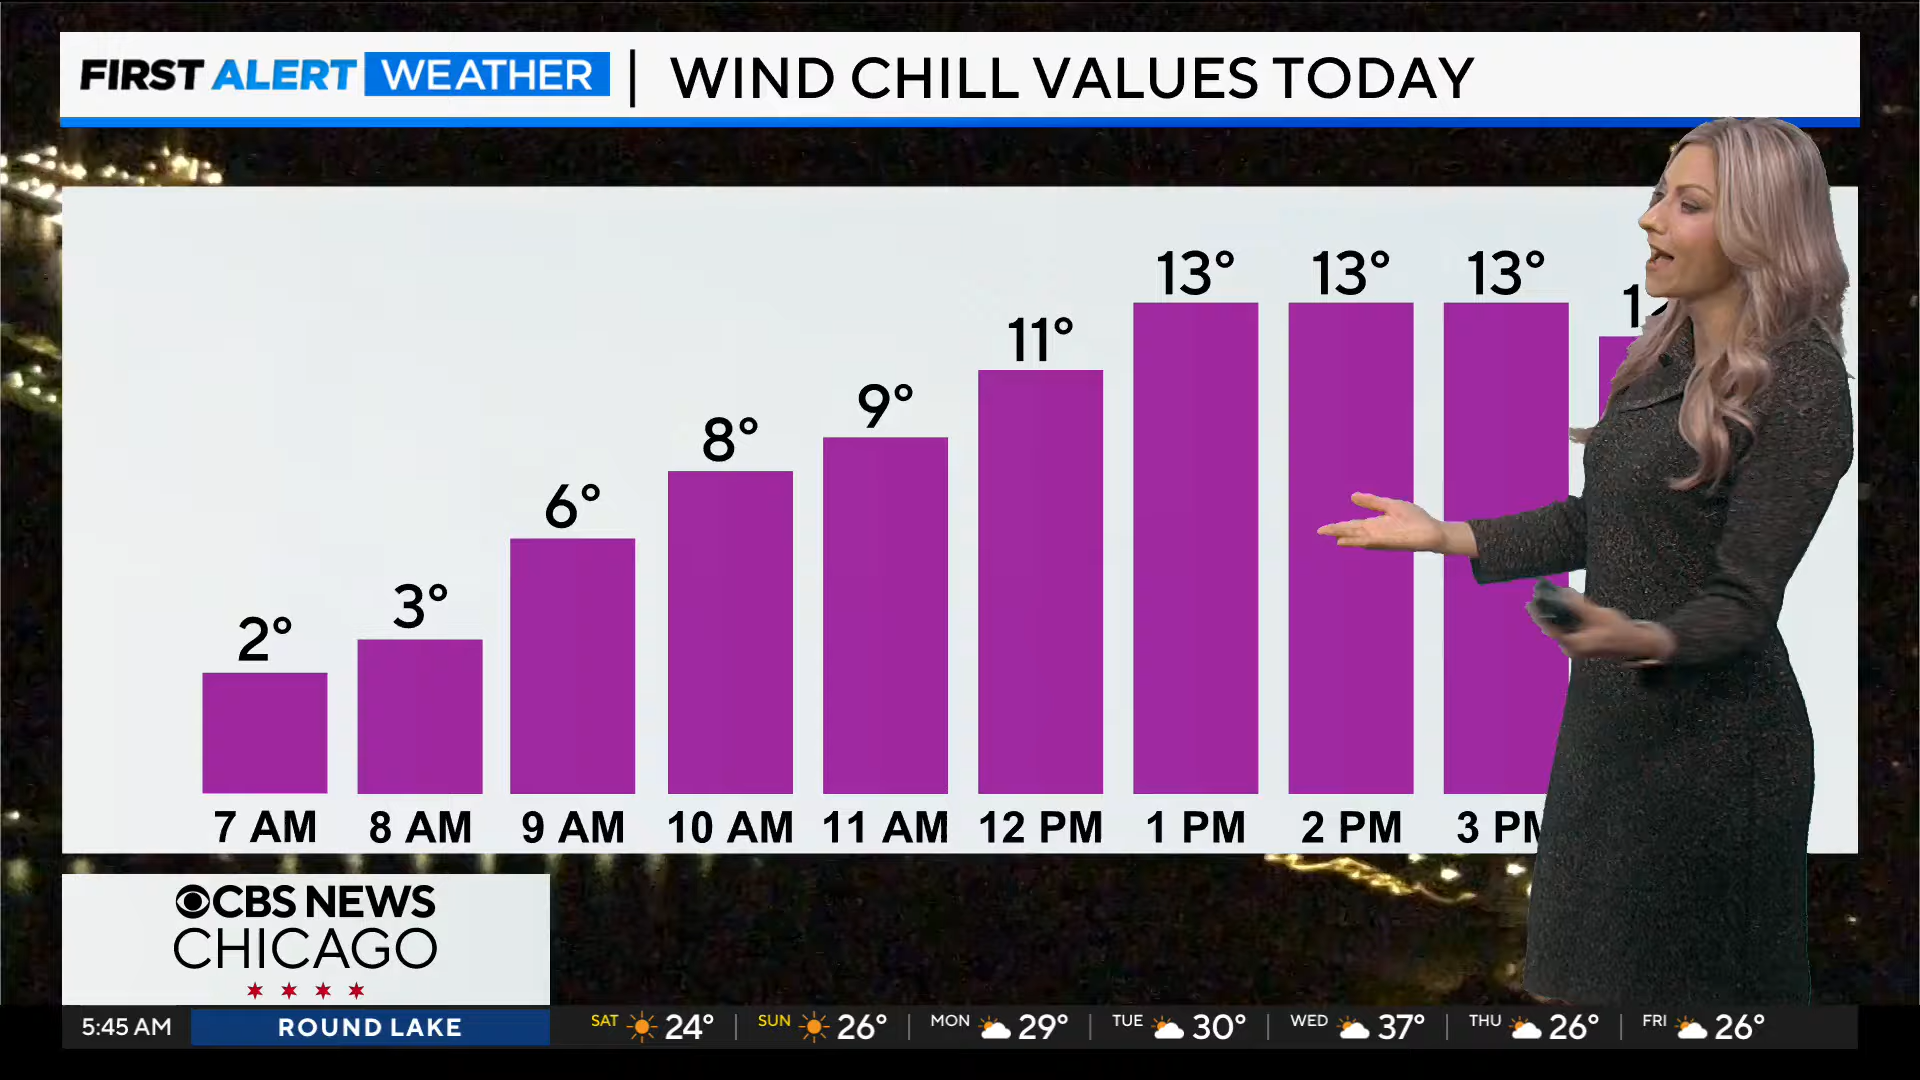 FIRST ALERT WEATHER | WIND CHILL VALUES TODAY
13° 13° 13°
11°
9°
8°
6°
3°
2°
7 AM 8 AM 9 AM 10 AM 11 AM 12 PM 1 PM 2 PM 3 PM
CBS NEWS
CHICAGO
5:45 AM ROUND LAKE SAT 24° | SUN 26° | MON 29° | TUE 30° | WED 37° | THU 26° | FRI 26°